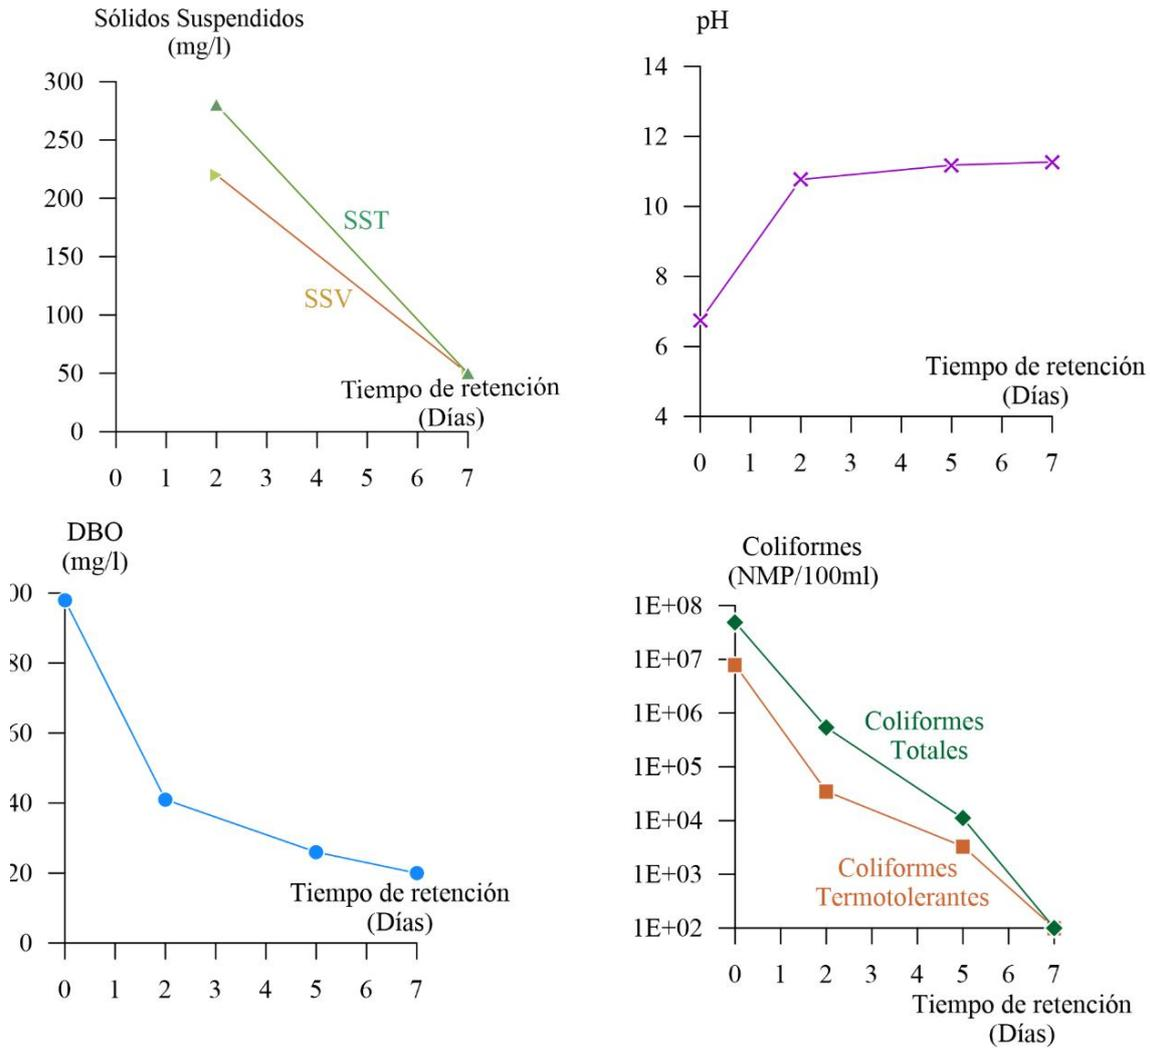 Sólidos Suspendidos
(mg/l)
300
250
200
150
100
50
0
SST
SSV
Tiempo de retención
(Días)
0 1 2 3 4 5 6 7
pH
14
12
10
8
6
4
Tiempo de retención
(Días)
0 1 2 3 4 5 6 7
DBO
(mg/l)
00
80
60
40
20
0
Tiempo de retención
(Días)
0 1 2 3 4 5 6 7
Coliformes
(NMP/100ml)
1E+08
1E+07
1E+06
1E+05
1E+04
1E+03
1E+02
Coliformes
Totales
Coliformes
Termotolerantes
0 1 2 3 4 5 6 7
Tiempo de retención
(Días)